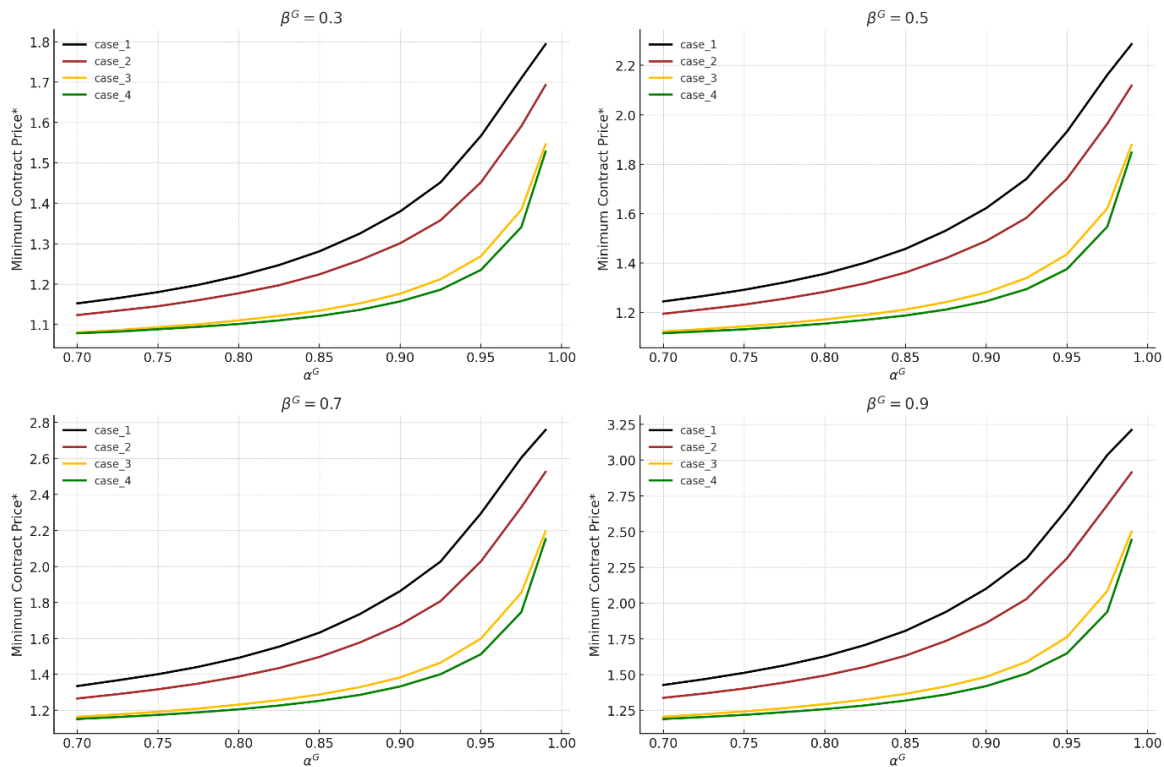 β^G = 0.3
Minimum Contract Price*
1.8
1.7
1.6
1.5
1.4
1.3
1.2
1.1
case_1
case_2
case_3
case_4
0.70 0.75 0.80 0.85 0.90 0.95 1.00
α^G
β^G = 0.5
Minimum Contract Price*
2.2
2.0
1.8
1.6
1.4
1.2
case_1
case_2
case_3
case_4
0.70 0.75 0.80 0.85 0.90 0.95 1.00
α^G
β^G = 0.7
Minimum Contract Price*
2.8
2.6
2.4
2.2
2.0
1.8
1.6
1.4
1.2
case_1
case_2
case_3
case_4
0.70 0.75 0.80 0.85 0.90 0.95 1.00
α^G
β^G = 0.9
Minimum Contract Price*
3.25
3.00
2.75
2.50
2.25
2.00
1.75
1.50
1.25
case_1
case_2
case_3
case_4
0.70 0.75 0.80 0.85 0.90 0.95 1.00
α^G